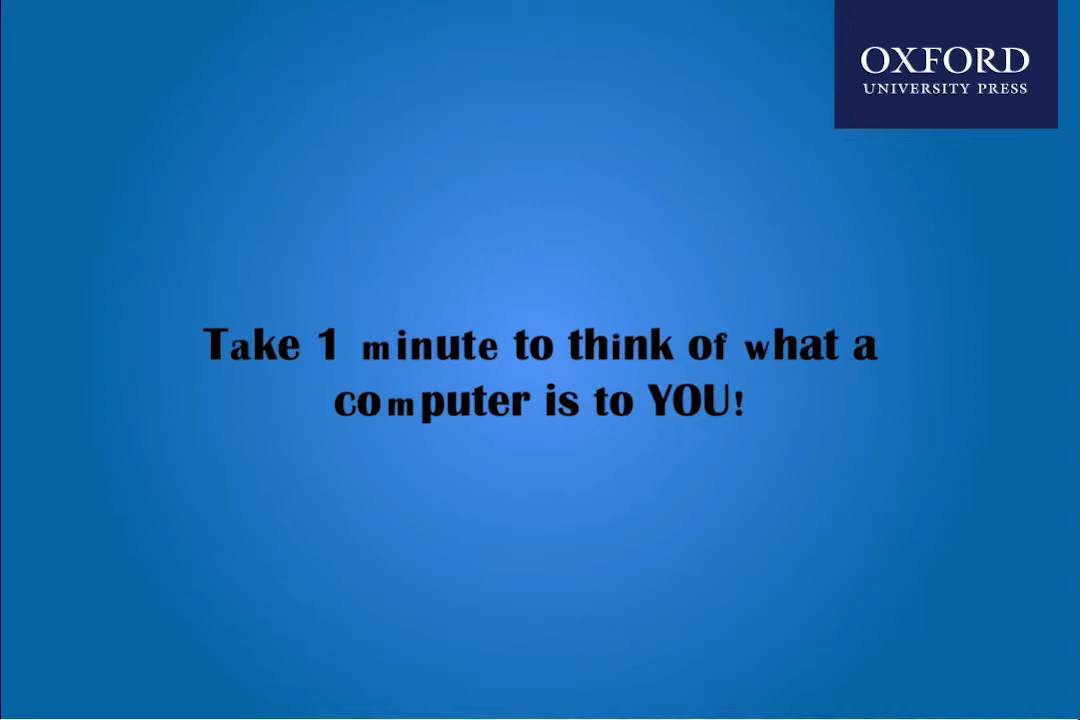 OXFORD
UNIVERSITY PRESS
Take 1 minute to think of what a
computer is to YOU!